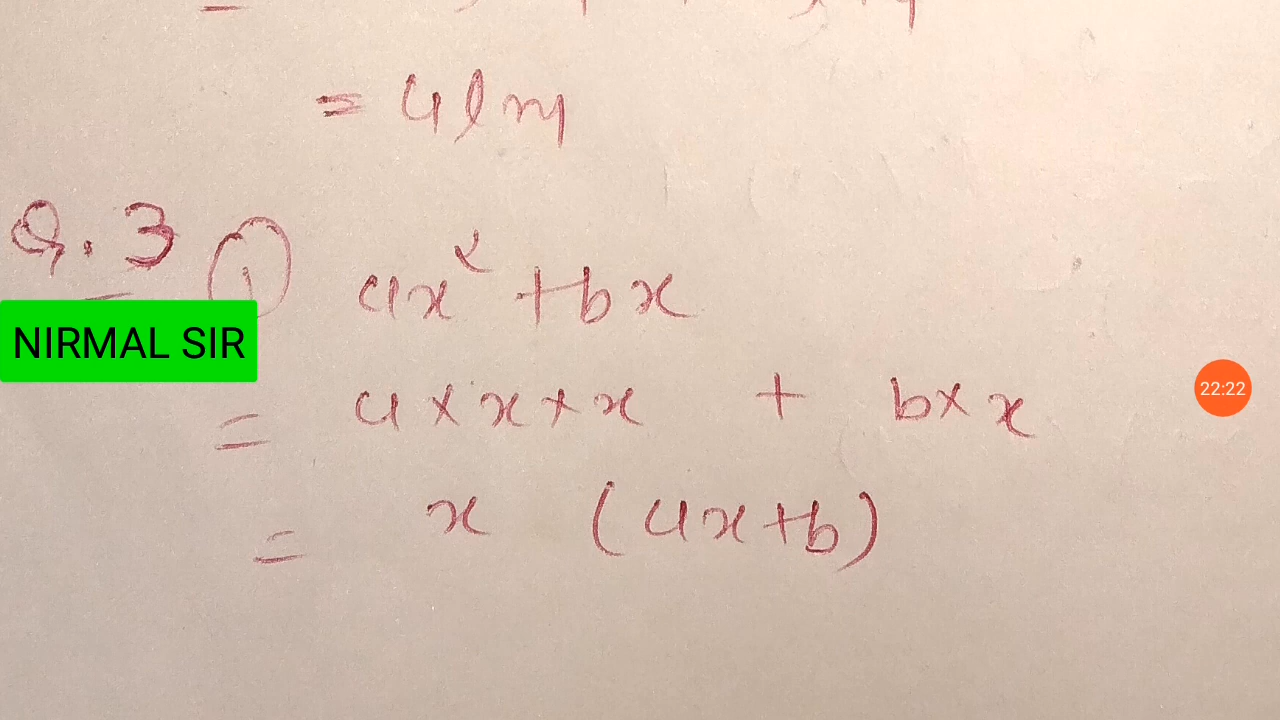 = 4lm
Q.3 (i) ax² + bx
NIRMAL SIR
= a × x × x + b × x
22:22
= x (ax + b)